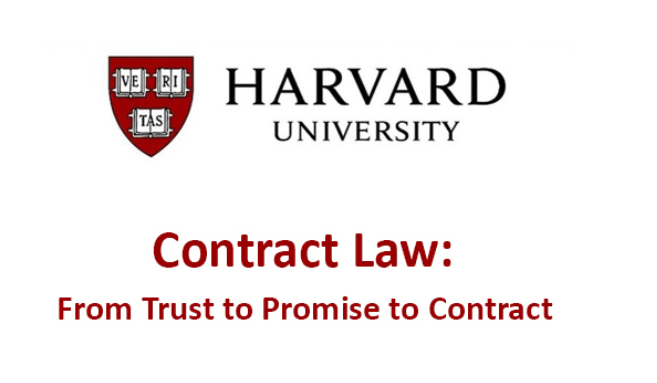 VE RI
TAS
HARVARD
UNIVERSITY
Contract Law:
From Trust to Promise to Contract